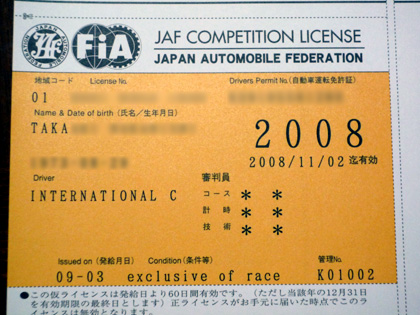 JAF FiA JAF COMPETITION LICENSE
JAPAN AUTOMOBILE FEDERATION
地域コード License No. Drivers Permit No.(自動車運転免許証)
01
Name & Date of birth (氏名/生年月日)
TAKA
2008
2008/11/02 迄有効
Driver 審判員
INTERNATIONAL C コース * *
計 時 * *
技 術 * *
Issued on (発給月日) Condition (条件等) 管理No.
09-03 exclusive of race K01002
●この仮ライセンスは発給日より60日間有効です。(ただし当該年の12月31日
を有効期限の最終日とします)正ライセンスがお手元に届いた時点でこのライ
センスは無効となります。